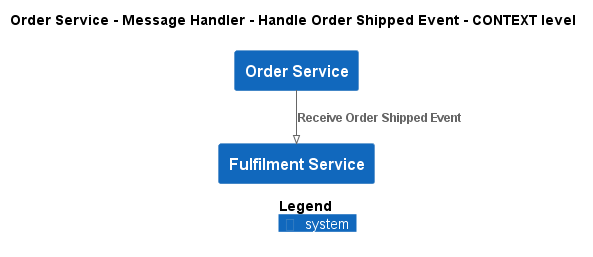 Order Service - Message Handler - Handle Order Shipped Event - CONTEXT level
Order Service
Receive Order Shipped Event
Fulfilment Service
Legend
system